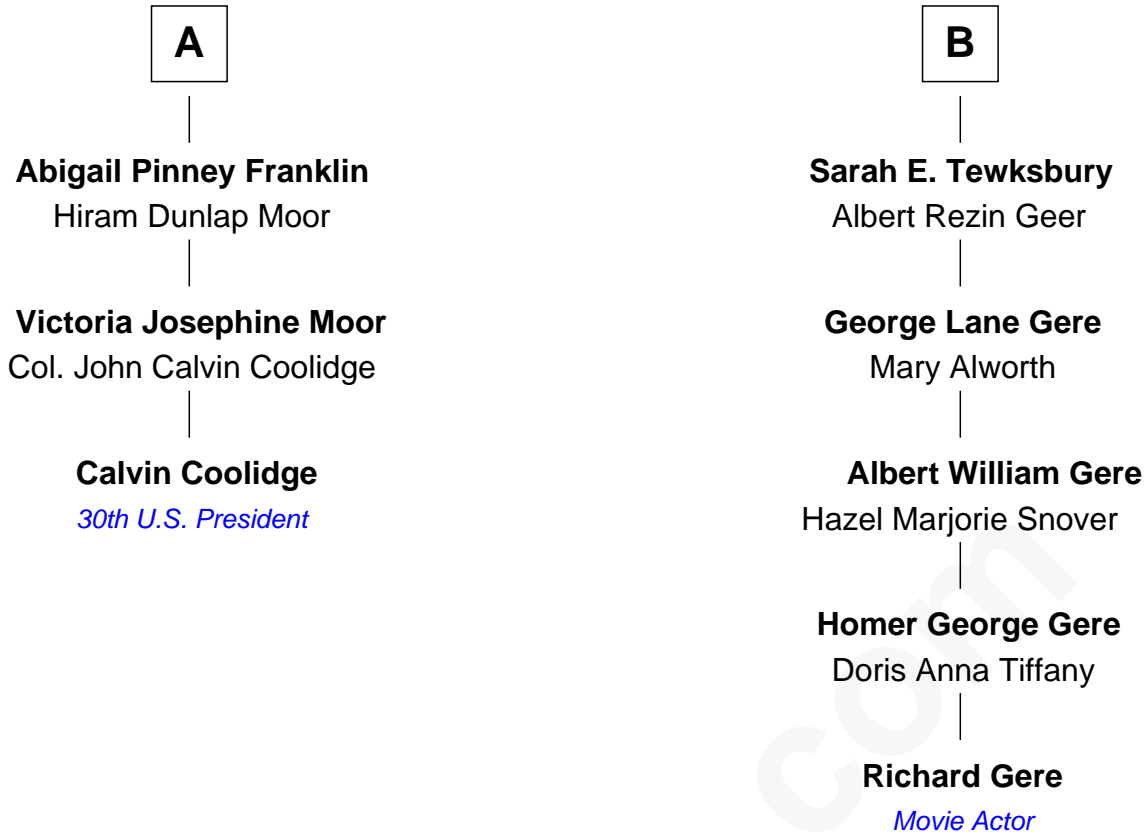 A
Abigail Pinney Franklin
Hiram Dunlap Moor
Victoria Josephine Moor
Col. John Calvin Coolidge
Calvin Coolidge
30th U.S. President
B
Sarah E. Tewksbury
Albert Rezin Geer
George Lane Gere
Mary Alworth
Albert William Gere
Hazel Marjorie Snover
Homer George Gere
Doris Anna Tiffany
Richard Gere
Movie Actor
com